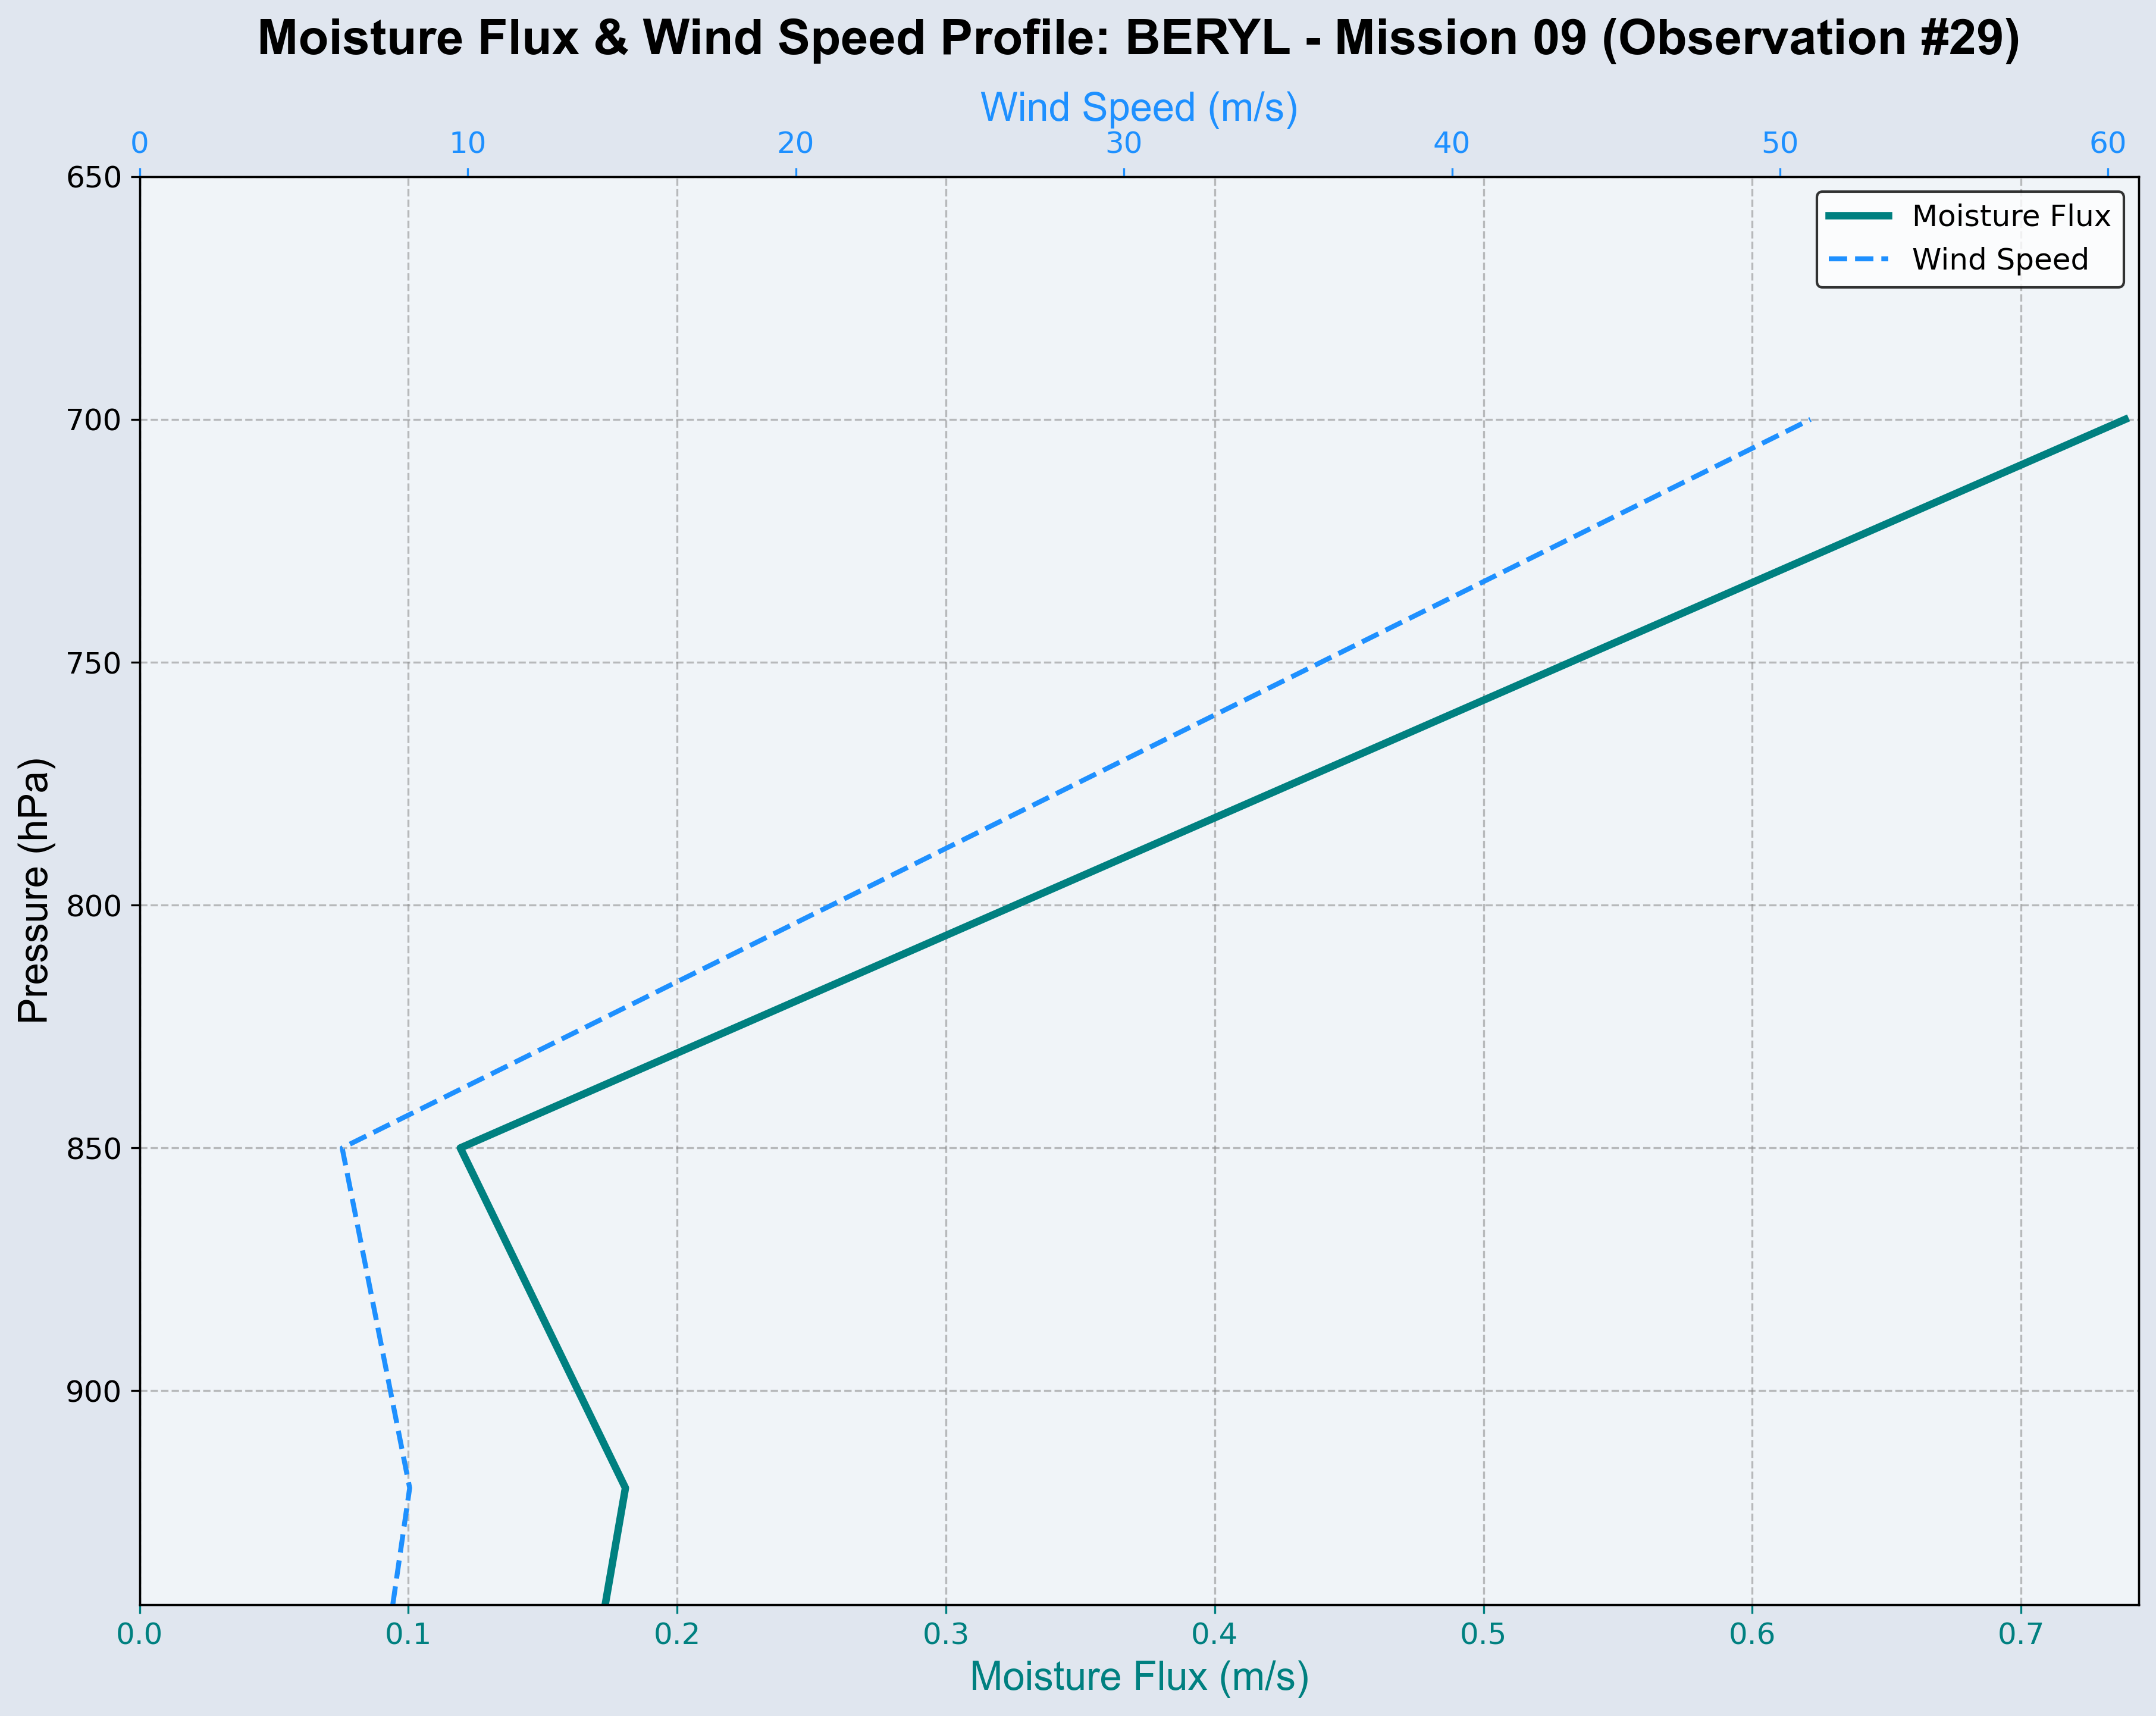 Moisture Flux & Wind Speed Profile: BERYL - Mission 09 (Observation #29)
Wind Speed (m/s)
0 10 20 30 40 50 60
Moisture Flux
Wind Speed
Pressure (hPa)
650
700
750
800
850
900
0.0 0.1 0.2 0.3 0.4 0.5 0.6 0.7
Moisture Flux (m/s)